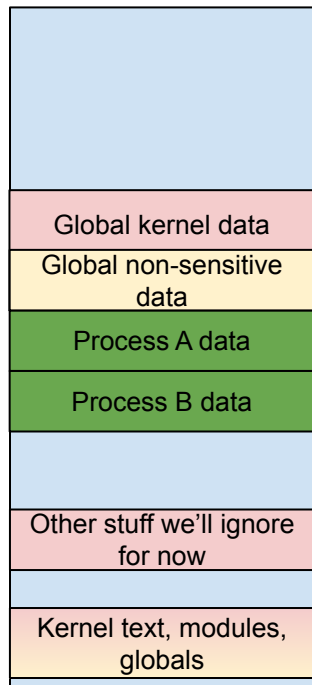 Global kernel data
Global non-sensitive
data
Process A data
Process B data
Other stuff we'll ignore
for now
Kernel text, modules,
globals